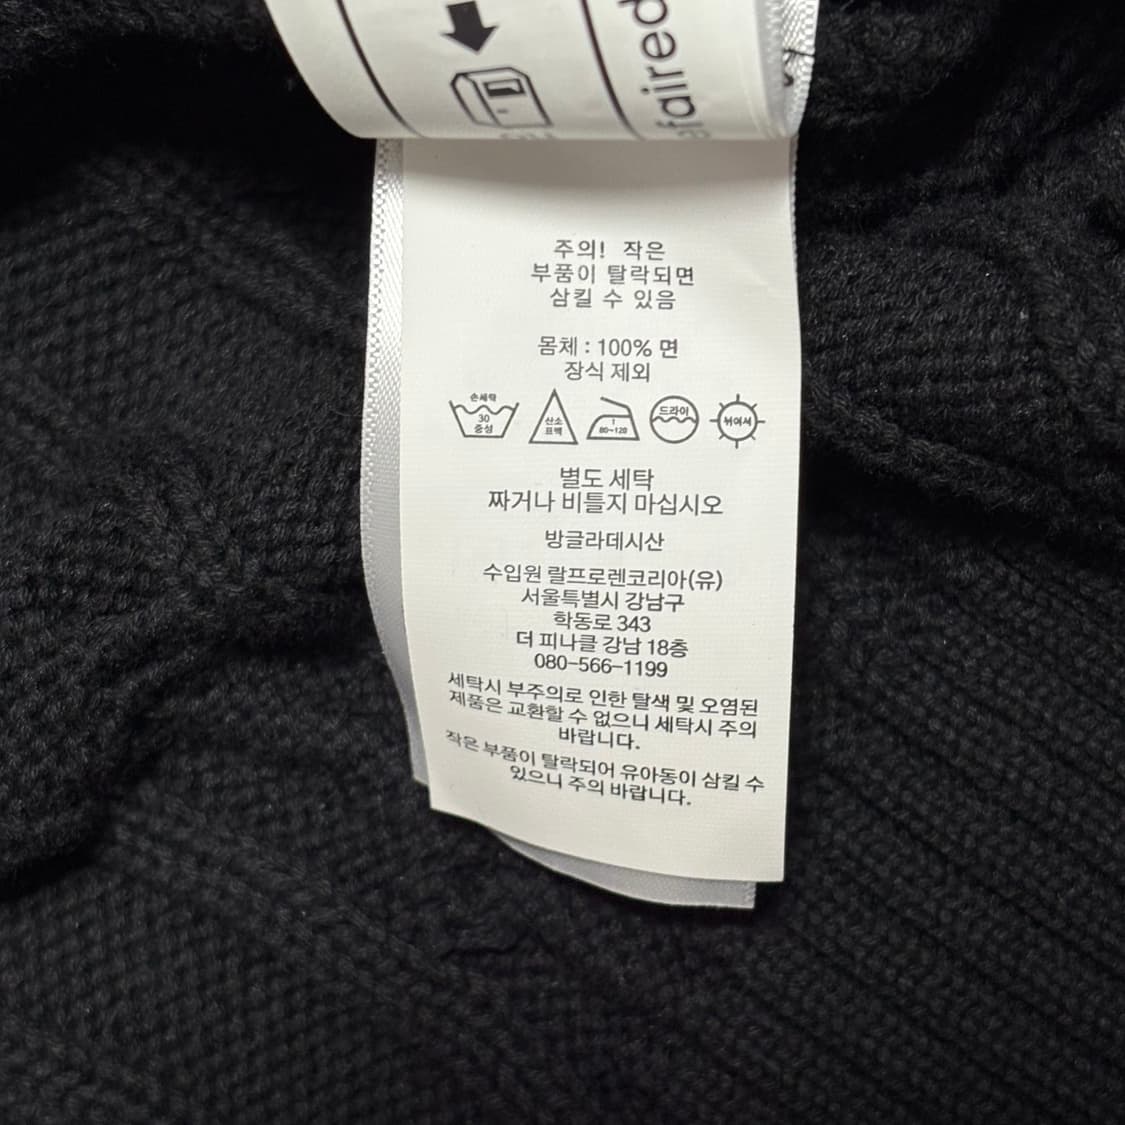 efaired
주의! 작은
부품이 탈락되면
삼킬 수 있음
몸체 : 100% 면
장식 제외
손세탁
30
중성
산소
표백
1
80~120
드라이
뉘어서
별도 세탁
짜거나 비틀지 마십시오
방글라데시산
수입원 랄프로렌코리아(유)
서울특별시 강남구
학동로 343
더 피나클 강남 18층
080-566-1199
세탁시 부주의로 인한 탈색 및 오염된
제품은 교환할 수 없으니 세탁시 주의
바랍니다.
작은 부품이 탈락되어 유아동이 삼킬 수
있으니 주의 바랍니다.